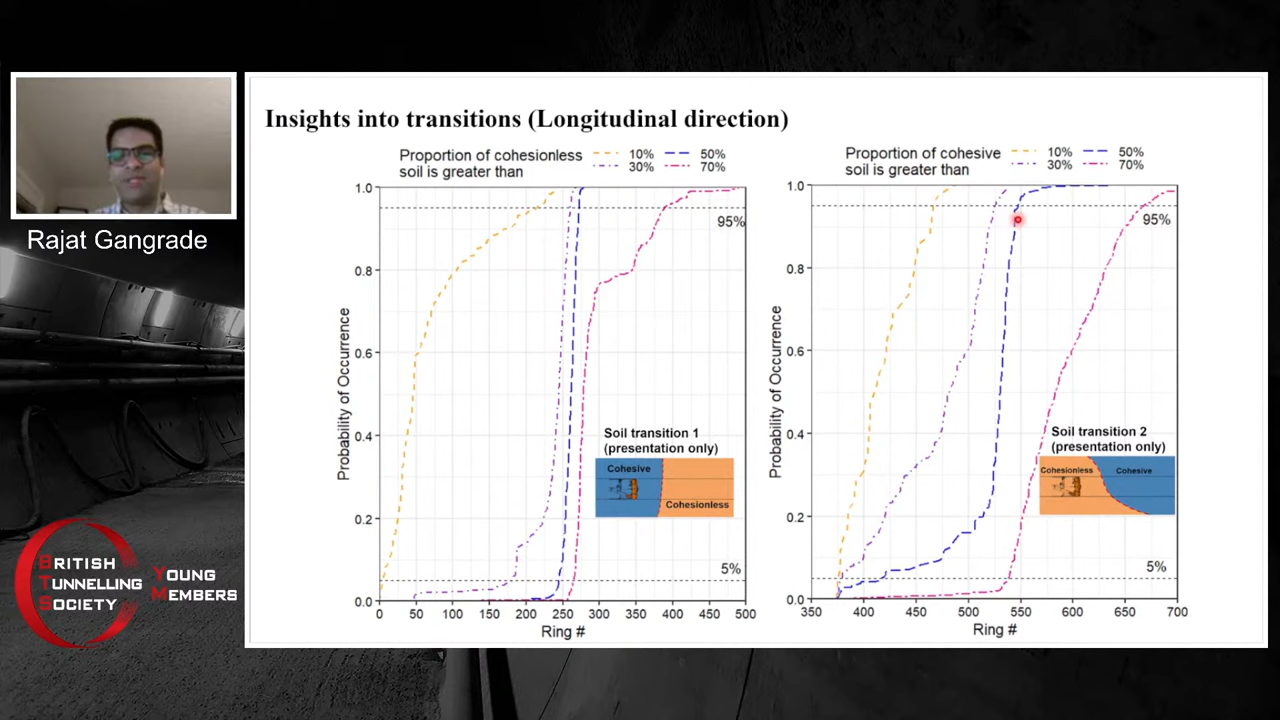 Insights into transitions (Longitudinal direction)
Rajat Gangrade
BRITISH
TUNNELLING
SOCIETY
YOUNG
MEMBERS
Proportion of cohesionless
soil is greater than
10%
30%
50%
70%
Probability of Occurrence
1.0
0.8
0.6
0.4
0.2
0.0
95%
5%
Soil transition 1
(presentation only)
Cohesive
Cohesionless
0 50 100 150 200 250 300 350 400 450 500
Ring #
Proportion of cohesive
soil is greater than
10%
30%
50%
70%
Probability of Occurrence
1.0
0.8
0.6
0.4
0.2
0.0
95%
5%
Soil transition 2
(presentation only)
Cohesionless
Cohesive
350 400 450 500 550 600 650 700
Ring #